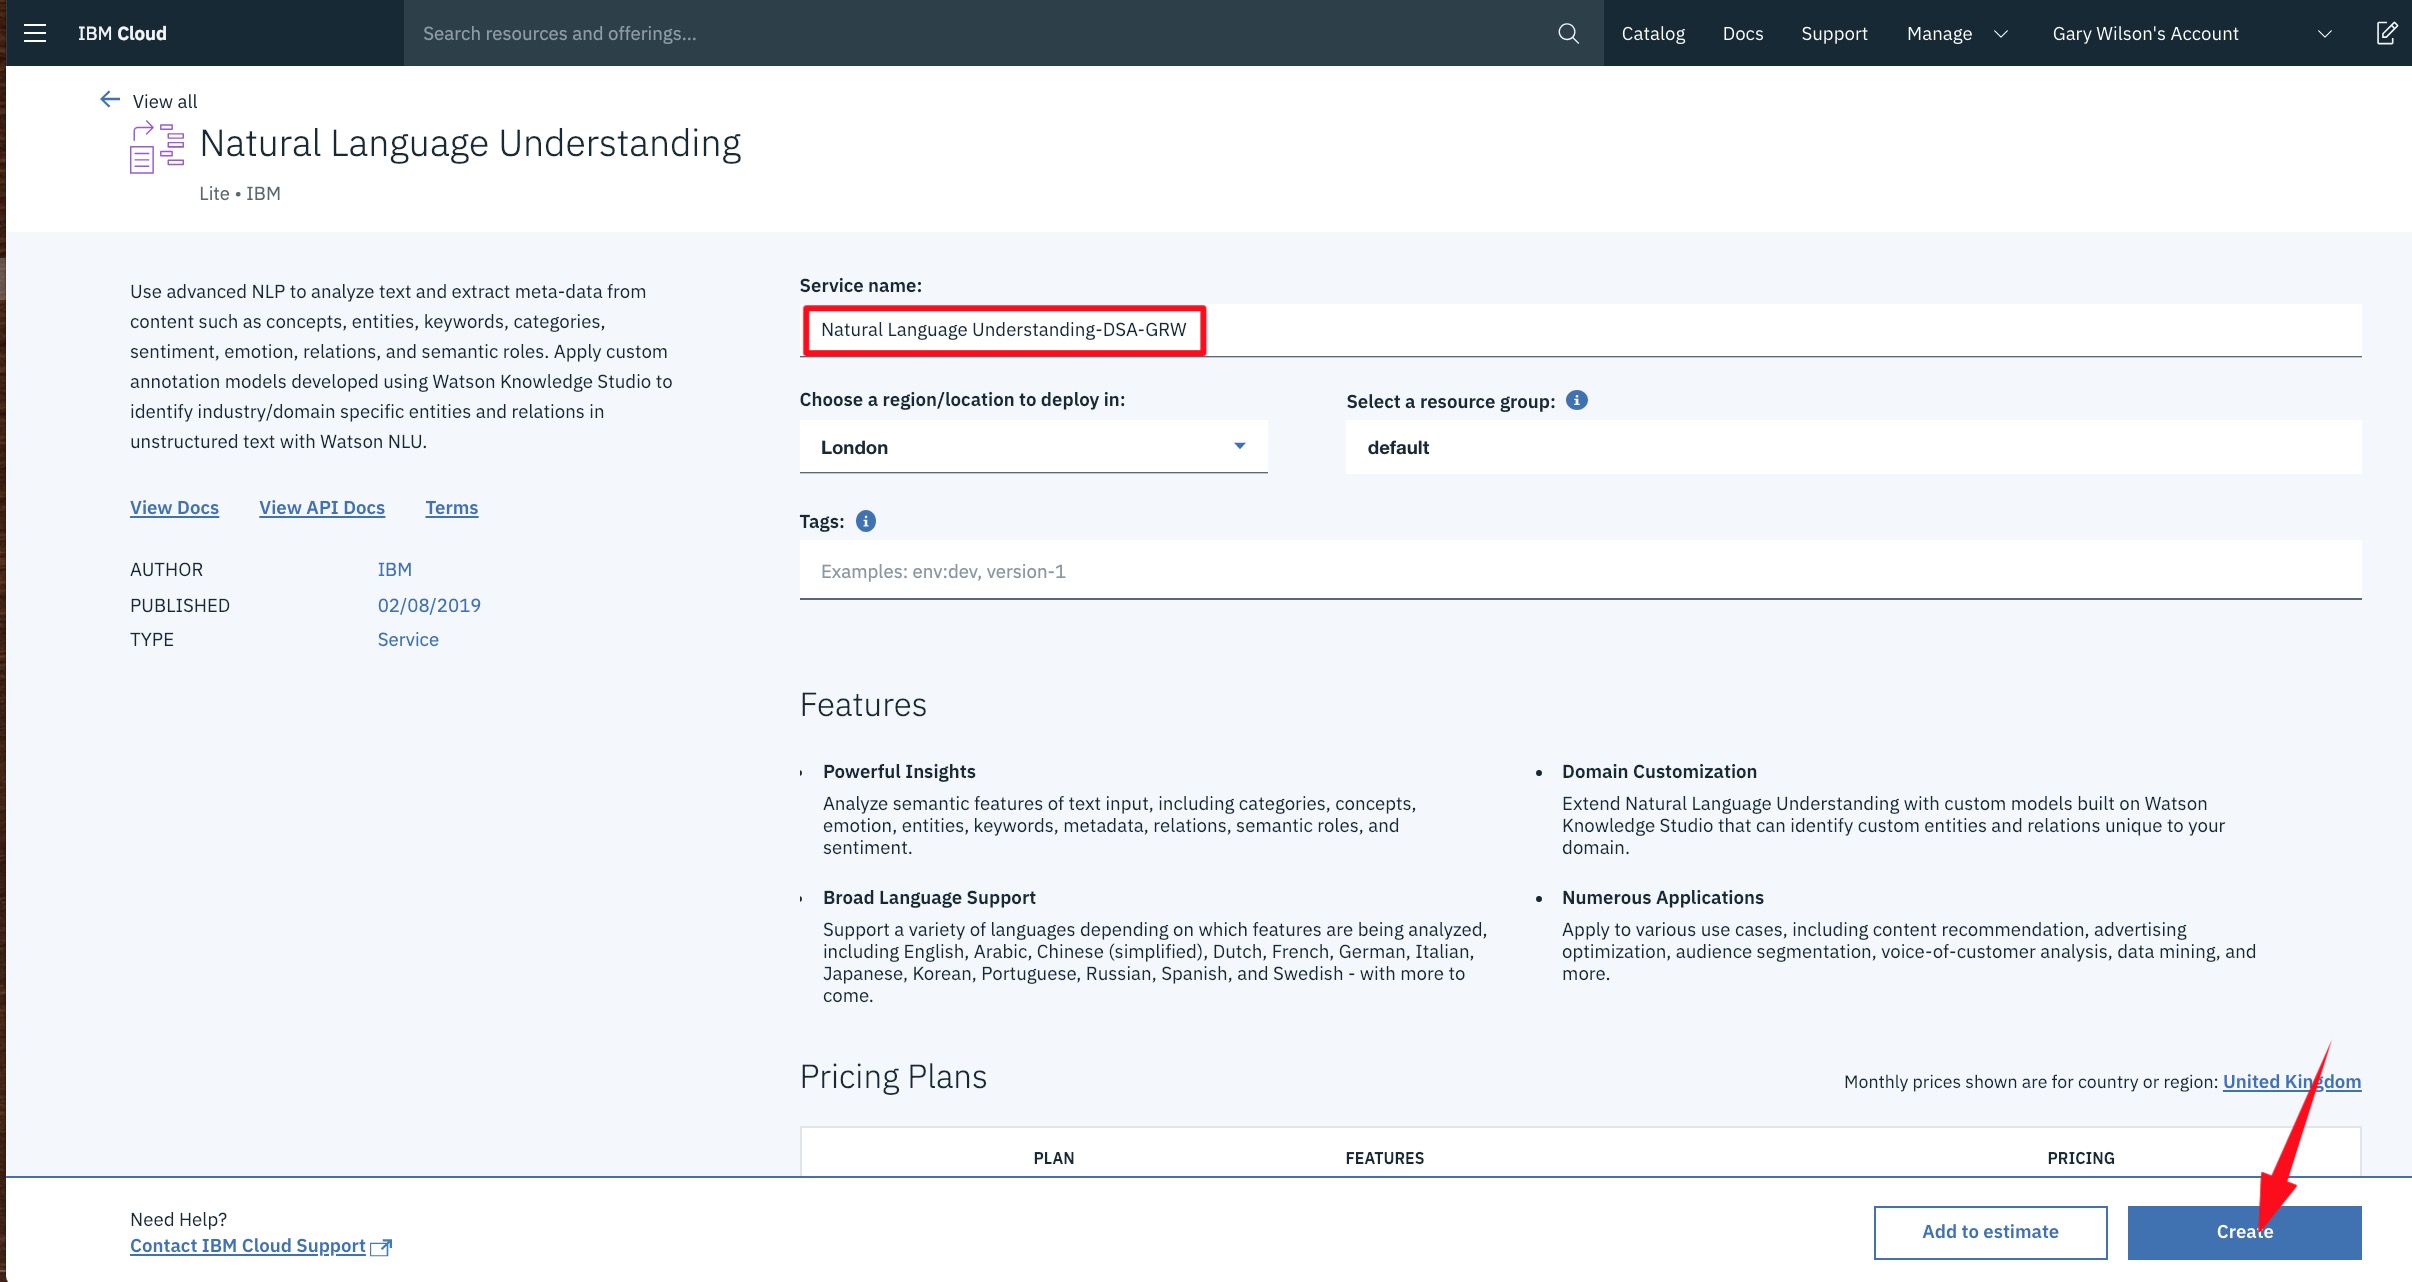 IBM Cloud
Search resources and offerings...
Catalog
Docs
Support
Manage
Gary Wilson's Account
View all
Natural Language Understanding
Lite • IBM
Use advanced NLP to analyze text and extract meta-data from
content such as concepts, entities, keywords, categories,
sentiment, emotion, relations, and semantic roles. Apply custom
annotation models developed using Watson Knowledge Studio to
identify industry/domain specific entities and relations in
unstructured text with Watson NLU.
View Docs
View API Docs
Terms
AUTHOR IBM
PUBLISHED 02/08/2019
TYPE Service
Service name:
Natural Language Understanding-DSA-GRW
Choose a region/location to deploy in:
London
Select a resource group:
default
Tags:
Examples: env:dev, version-1
Features
Powerful Insights
Analyze semantic features of text input, including categories, concepts,
emotion, entities, keywords, metadata, relations, semantic roles, and
sentiment.
Domain Customization
Extend Natural Language Understanding with custom models built on Watson
Knowledge Studio that can identify custom entities and relations unique to your
domain.
Broad Language Support
Support a variety of languages depending on which features are being analyzed,
including English, Arabic, Chinese (simplified), Dutch, French, German, Italian,
Japanese, Korean, Portuguese, Russian, Spanish, and Swedish - with more to
come.
Numerous Applications
Apply to various use cases, including content recommendation, advertising
optimization, audience segmentation, voice-of-customer analysis, data mining, and
more.
Pricing Plans
Monthly prices shown are for country or region: United Kingdom
PLAN FEATURES PRICING
Need Help?
Contact IBM Cloud Support
Add to estimate
Create